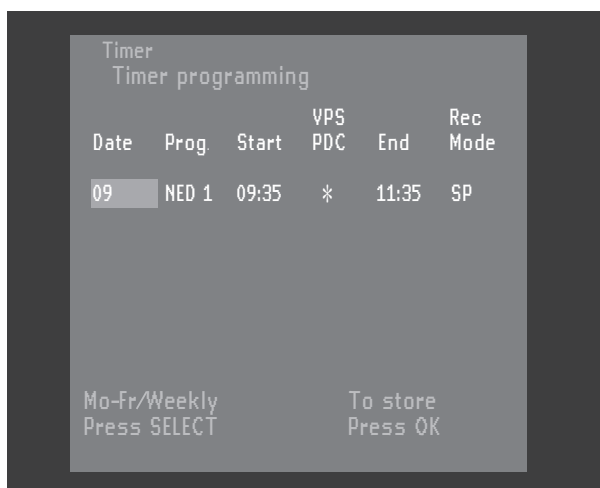 Timer
Timer programming
VPS Rec
Date Prog. Start PDC End Mode
09 NED 1 09:35 * 11:35 SP
Mo-Fr/Weekly To store
Press SELECT Press OK